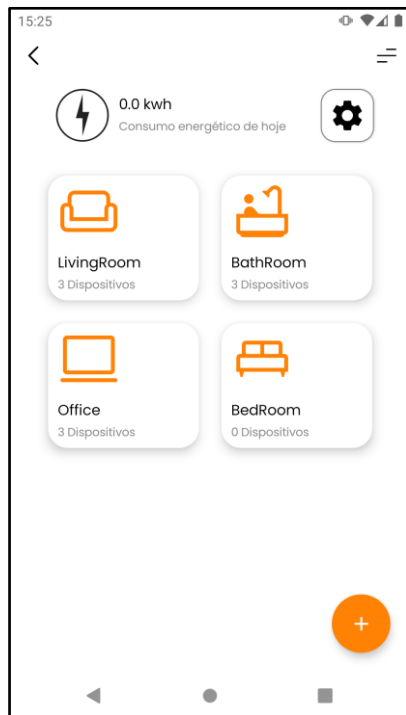 15:25
0.0 kwh
Consumo energético de hoje
LivingRoom
3 Dispositivos
BathRoom
3 Dispositivos
Office
3 Dispositivos
BedRoom
0 Dispositivos
+